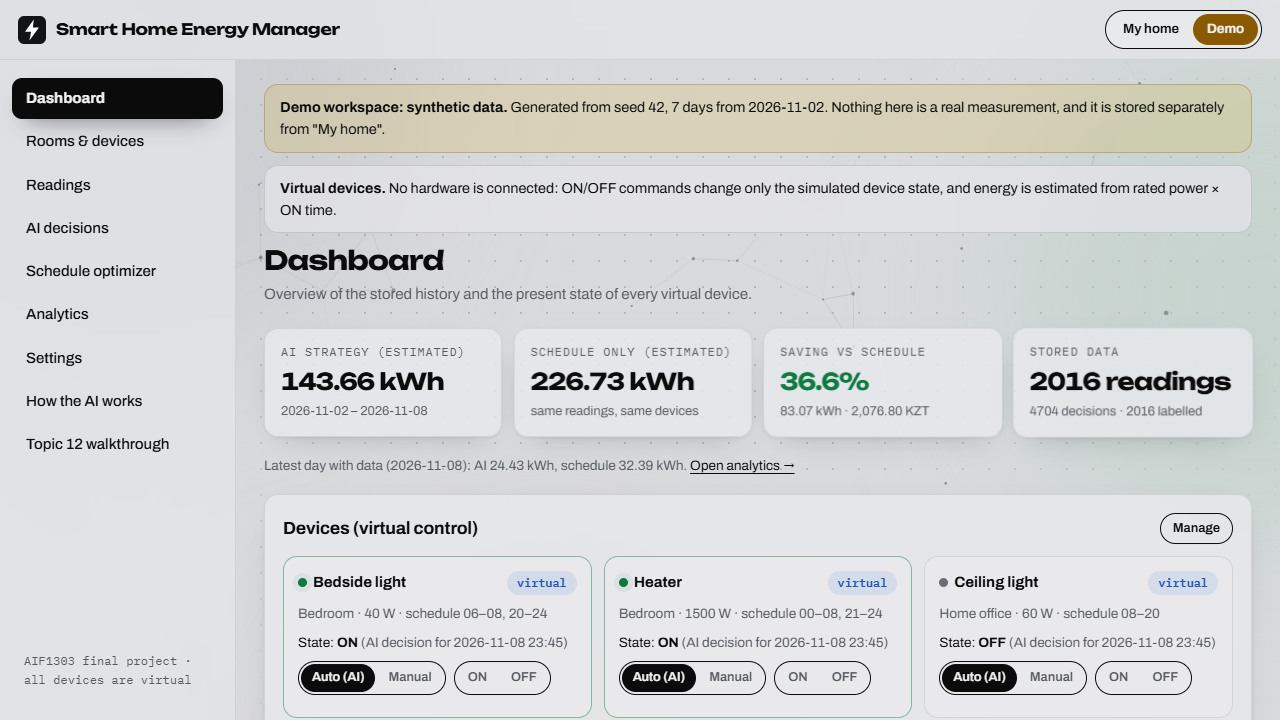 Smart Home Energy Manager
My home
Demo
Dashboard
Rooms & devices
Readings
AI decisions
Schedule optimizer
Analytics
Settings
How the AI works
Topic 12 walkthrough
AIF1303 final project ·
all devices are virtual
Demo workspace: synthetic data. Generated from seed 42, 7 days from 2026-11-02. Nothing here is a real measurement, and it is stored separately
from "My home".
Virtual devices. No hardware is connected: ON/OFF commands change only the simulated device state, and energy is estimated from rated power ×
ON time.
Dashboard
Overview of the stored history and the present state of every virtual device.
AI STRATEGY (ESTIMATED)
143.66 kWh
2026-11-02 – 2026-11-08
SCHEDULE ONLY (ESTIMATED)
226.73 kWh
same readings, same devices
SAVING VS SCHEDULE
36.6%
83.07 kWh · 2,076.80 KZT
STORED DATA
2016 readings
4704 decisions · 2016 labelled
Latest day with data (2026-11-08): AI 24.43 kWh, schedule 32.39 kWh. Open analytics →
Devices (virtual control)
Manage
Bedside light
virtual
Bedroom · 40 W · schedule 06–08, 20–24
State: ON (AI decision for 2026-11-08 23:45)
Auto (AI)
Manual
ON
OFF
Heater
virtual
Bedroom · 1500 W · schedule 00–08, 21–24
State: ON (AI decision for 2026-11-08 23:45)
Auto (AI)
Manual
ON
OFF
Ceiling light
virtual
Home office · 60 W · schedule 08–20
State: OFF (AI decision for 2026-11-08 23:45)
Auto (AI)
Manual
ON
OFF